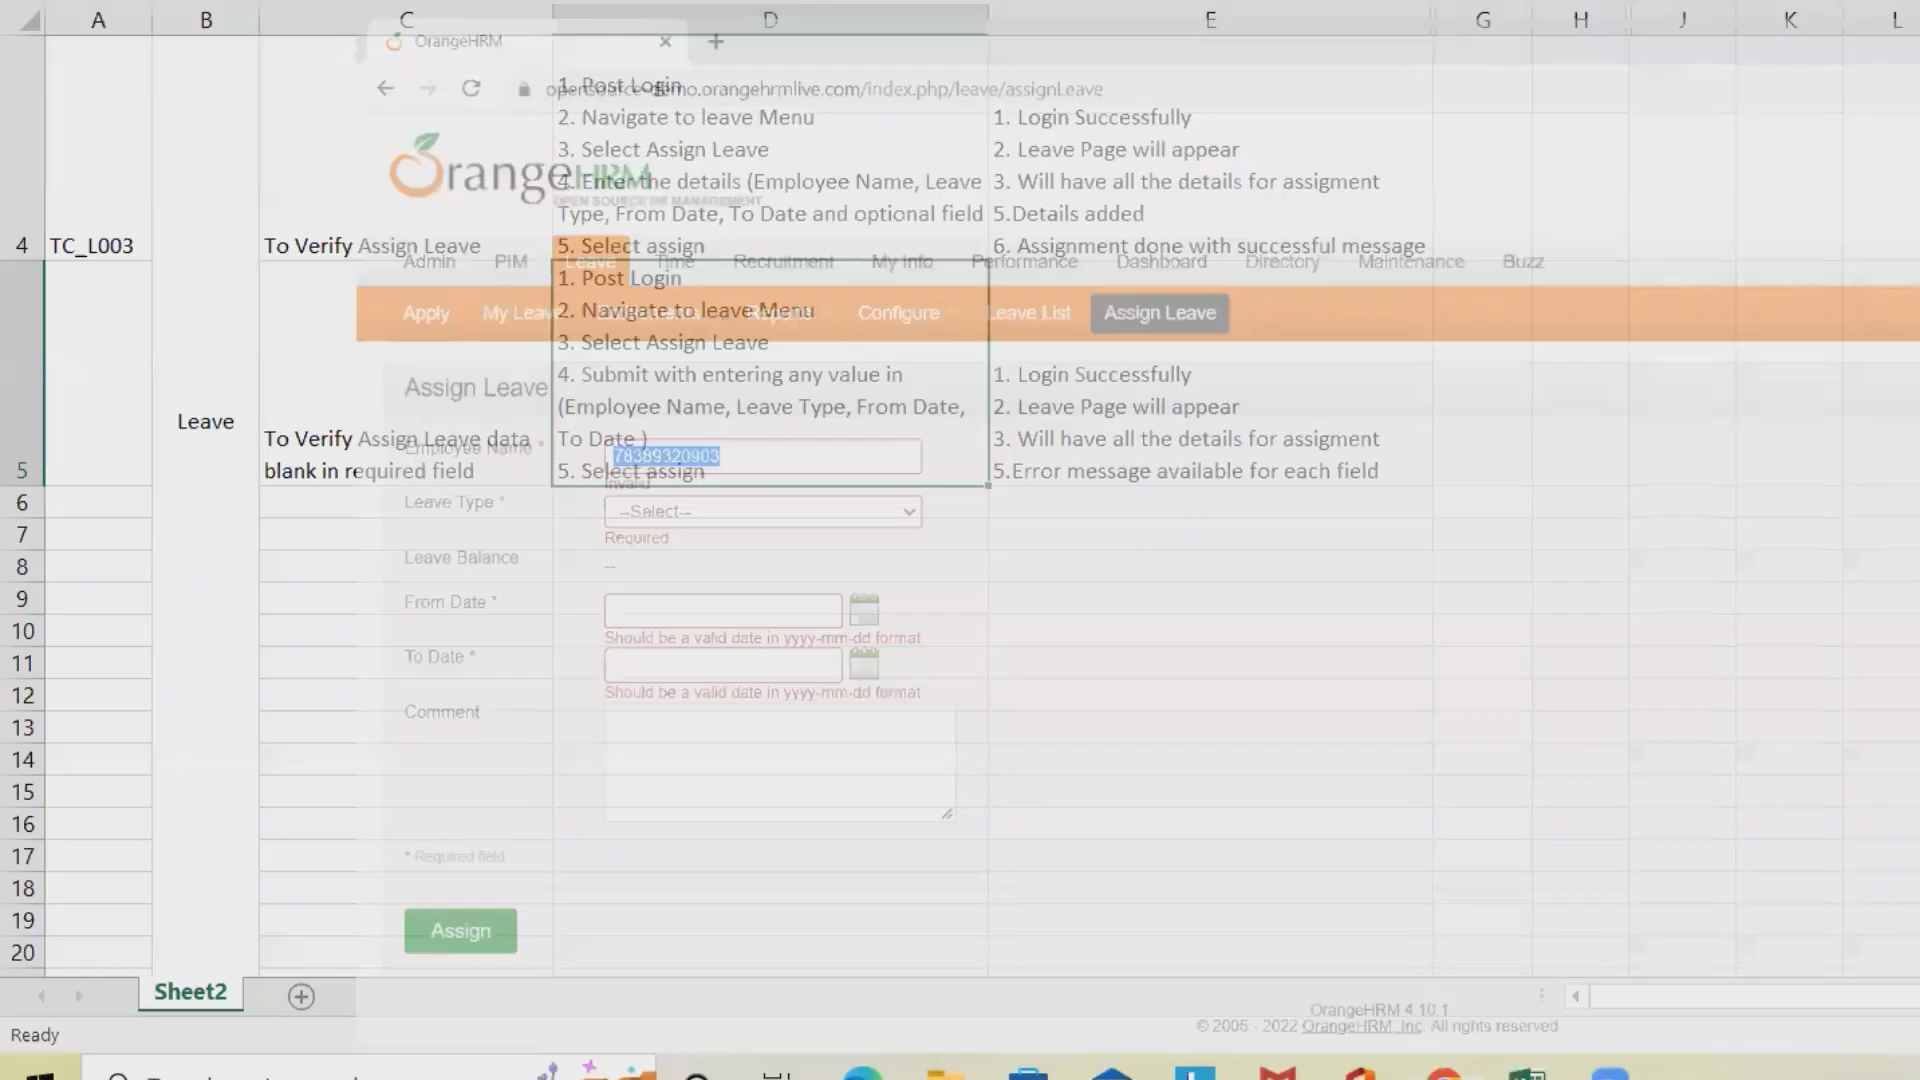 A B C D E G H J K L
OrangeHRM
opensource-demo.orangehrmlive.com/index.php/leave/assignLeave
OrangeHRM
OPEN SOURCE HR MANAGEMENT
1. Post Login
2. Navigate to leave Menu
3. Select Assign Leave
4. Enter the details (Employee Name, Leave
Type, From Date, To Date and optional field
5. Select assign
1. Login Successfully
2. Leave Page will appear
3. Will have all the details for assigment
5.Details added
6. Assignment done with successful message
4 TC_L003
To Verify Assign Leave
Admin PIM Leave Time Recruitment My Info Performance Dashboard Directory Maintenance Buzz
Apply My Leave Reports Configure Leave List Assign Leave
1. Post Login
2. Navigate to leave Menu
3. Select Assign Leave
4. Submit with entering any value in
(Employee Name, Leave Type, From Date,
To Date )
5. Select assign
1. Login Successfully
2. Leave Page will appear
3. Will have all the details for assigment
5.Error message available for each field
Leave
5
To Verify Assign Leave data
blank in required field
Assign Leave
Employee Name *
78389320903
Invalid
Leave Type *
--Select--
Required
Leave Balance
--
From Date *
Should be a valid date in yyyy-mm-dd format
To Date *
Should be a valid date in yyyy-mm-dd format
Comment
* Required field
Assign
6
7
8
9
10
11
12
13
14
15
16
17
18
19
20
Sheet2
OrangeHRM 4.10.1
© 2005 - 2022 OrangeHRM, Inc. All rights reserved.
Ready